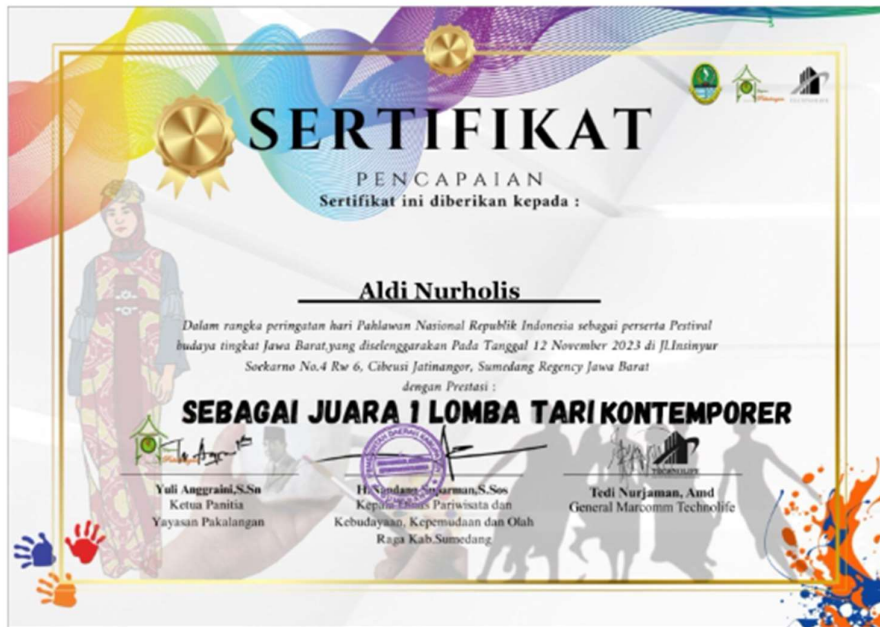 SERTIFIKAT
PENCAPAIAN
Sertifikat ini diberikan kepada :
Aldi Nurholis
Dalam rangka peringatan hari Pahlawan Nasional Republik Indonesia sebagai perserta Pestival
budaya tingkat Jawa Barat,yang diselenggarakan Pada Tanggal 12 November 2023 di Jl.Insinyur
Soekarno No.4 Rw 6, Cibeusi Jatinangor, Sumedang Regency Jawa Barat
dengan Prestasi :
SEBAGAI JUARA 1 LOMBA TARI KONTEMPORER
TECHNOLIFE
Yuli Anggraini,S.Sn
Ketua Panitia
Yayasan Pakalangan
H. Nandang Suparman,S.Sos
Kepala Dinas Pariwisata dan
Kebudayaan, Kepemudaan dan Olah
Raga Kab.Sumedang
Tedi Nurjaman, Amd
General Marcomm Technolife